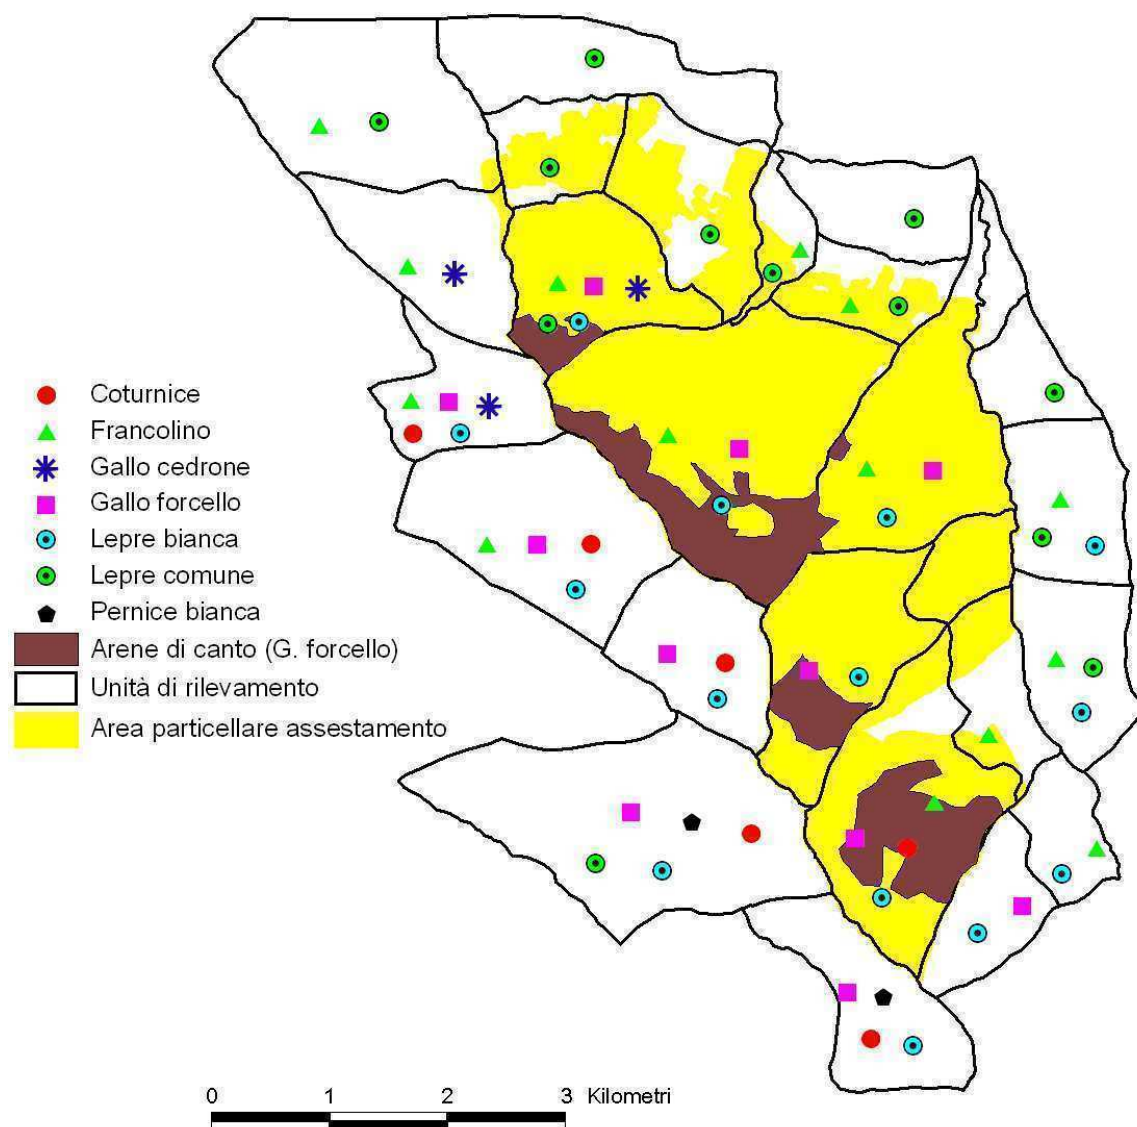 Coturnice
Francolino
Gallo cedrone
Gallo forcello
Lepre bianca
Lepre comune
Pernice bianca
Arene di canto (G. forcello)
Unità di rilevamento
Area particellare assestamento
0 1 2 3 Kilometri